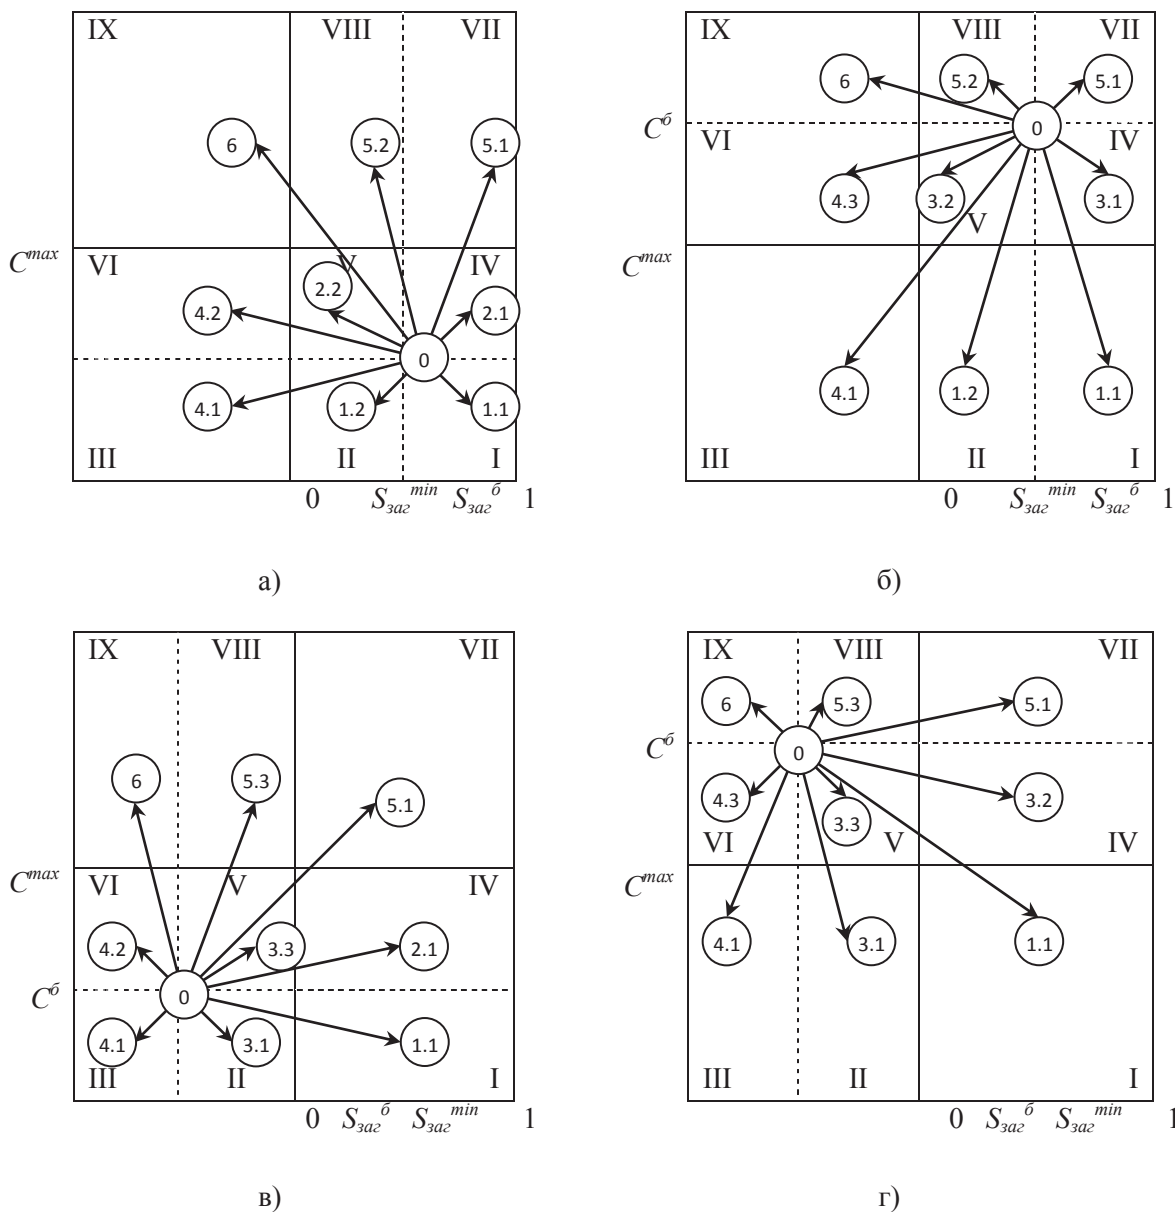 IX VIII VII
6 5.2 5.1
C^max VI V IV
2.2
4.2 2.1
0
4.1 1.2 1.1
III II I
0 S_заг^min S_заг^б 1
а)
IX VIII VII
6 5.2 5.1
C^б 0
VI IV
4.3 3.2 3.1
V
C^max
4.1 1.2 1.1
III II I
0 S_заг^min S_заг^б 1
б)
IX VIII VII
6 5.3
5.1
C^max VI V IV
4.2 3.3 2.1
C^б 0
4.1 3.1 1.1
III II I
0 S_заг^б S_заг^min 1
в)
IX VIII VII
6 5.3 5.1
C^б 0
4.3 3.2
3.3
VI V IV
C^max
4.1 3.1 1.1
III II I
0 S_заг^б S_заг^min 1
г)